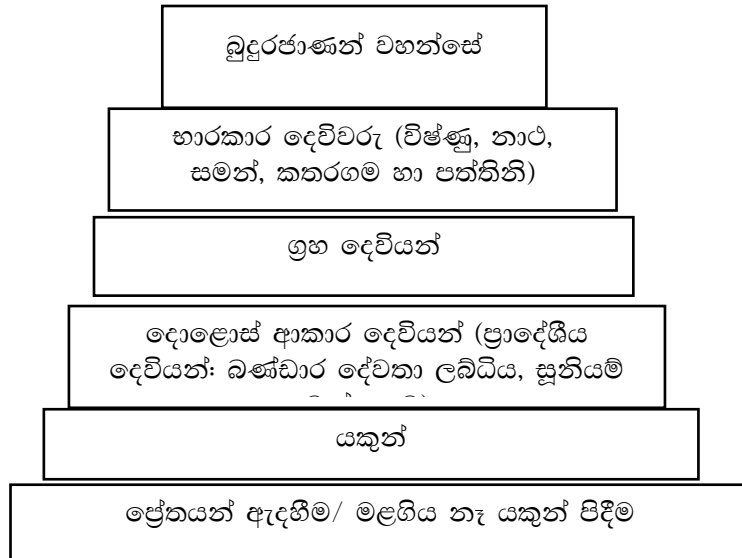 බුදුරජාණන් වහන්සේ
භාරකාර දෙවිවරු (විෂ්ණු, නාථ,
සමන්, කතරගම හා පත්තිනි)
ග්‍රහ දෙවියන්
දොළොස් ආකාර දෙවියන් (ප්‍රාදේශීය
දෙවියන්: බණ්ඩාර දේවතා ලබ්ධිය, සූනියම්
යකුන්
ප්‍රේතයන් ඇදහීම/ මළගිය නෑ යකුන් පිදීම